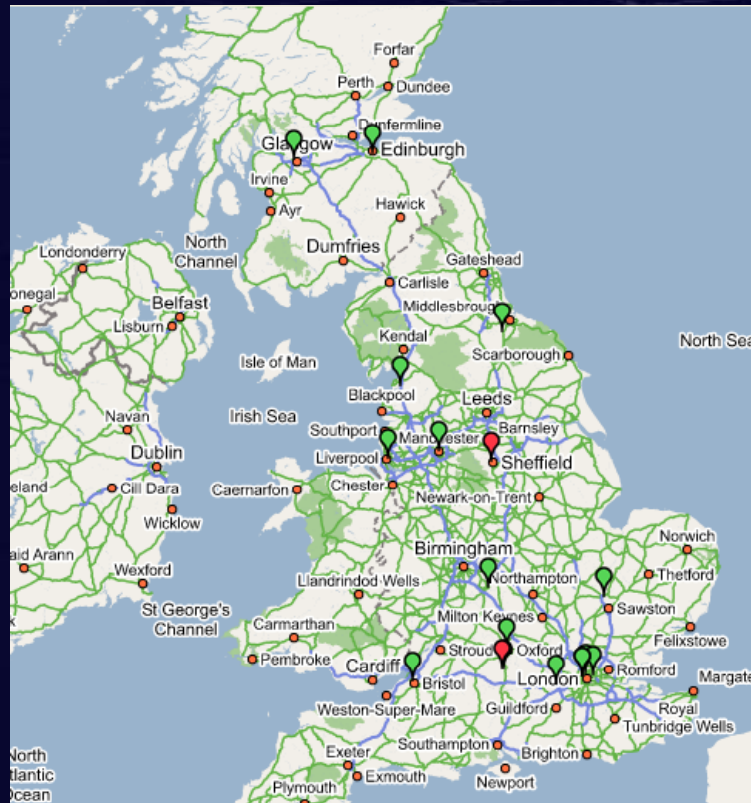 Forfar
Perth
Dundee
Dunfermline
Glasgow
Edinburgh
Irvine
Ayr
Hawick
North
Channel
Dumfries
Londonderry
Gateshead
Carlisle
onegal
Belfast
Lisburn
Middlesbrough
Kendal
Scarborough
North Sea
Isle of Man
Blackpool
Leeds
Irish Sea
Navan
Southport
Manchester
Barnsley
Dublin
Liverpool
Sheffield
eland
Cill Dara
Caernarfon
Chester
Newark-on-Trent
Wicklow
Norwich
aid Arann
Birmingham
Wexford
Llandrindod Wells
Northampton
Thetford
St George's
Channel
Milton Keynes
Sawston
k
Carmarthan
Felixstowe
Pembroke
Cardiff
Stroud
Oxford
London
Romford
Bristol
Margate
Weston-Super-Mare
Guildford
Royal
Tunbridge Wells
Southampton
Brighton
North
tlantic
Ocean
Exeter
Exmouth
Newport
Plymouth